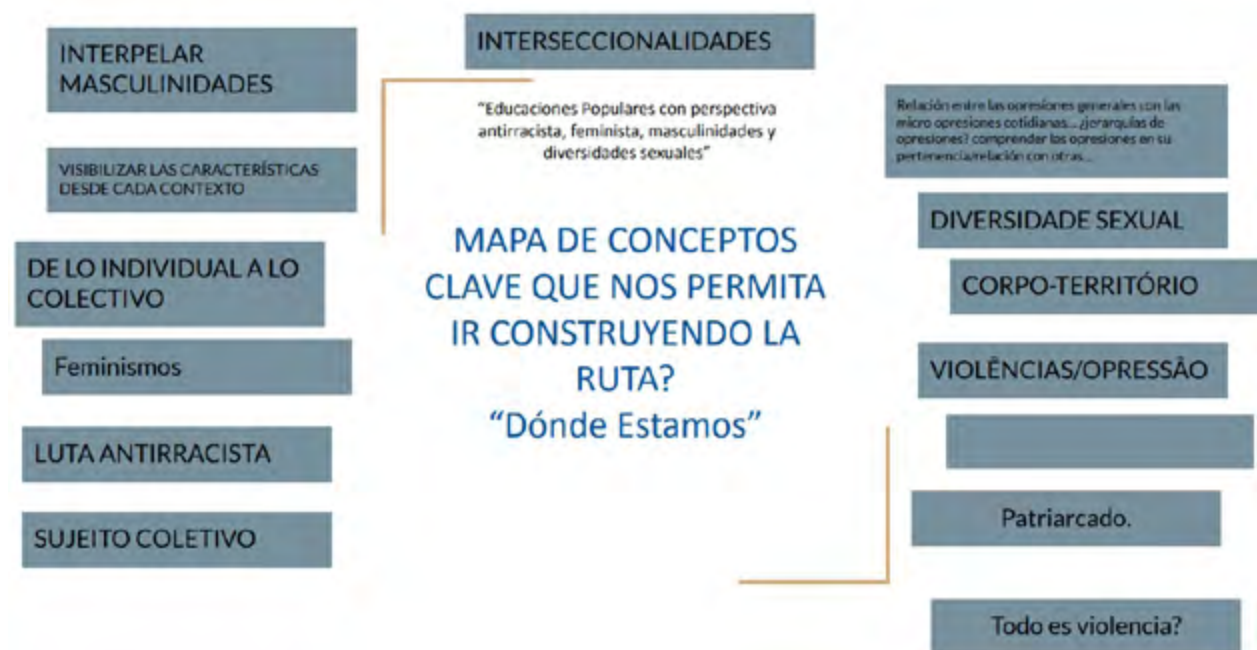 INTERPELAR
MASCULINIDADES
VISIBILIZAR LAS CARACTERÍSTICAS
DESDE CADA CONTEXTO
DE LO INDIVIDUAL A LO
COLECTIVO
Feminismos
LUTA ANTIRRACISTA
SUJEITO COLETIVO
INTERSECCIONALIDADES
“Educaciones Populares con perspectiva
antirracista, feminista, masculinidades y
diversidades sexuales”
MAPA DE CONCEPTOS
CLAVE QUE NOS PERMITA
IR CONSTRUYENDO LA
RUTA?
“Dónde Estamos”
Relación entre las opresiones generales con las
micro opresiones cotidianas... ¿jerarquías de
opresiones? comprender las opresiones en su
pertenencia/relación con otras...
DIVERSIDADE SEXUAL
CORPO-TERRITÓRIO
VIOLÊNCIAS/OPRESSÃO
Patriarcado.
Todo es violencia?